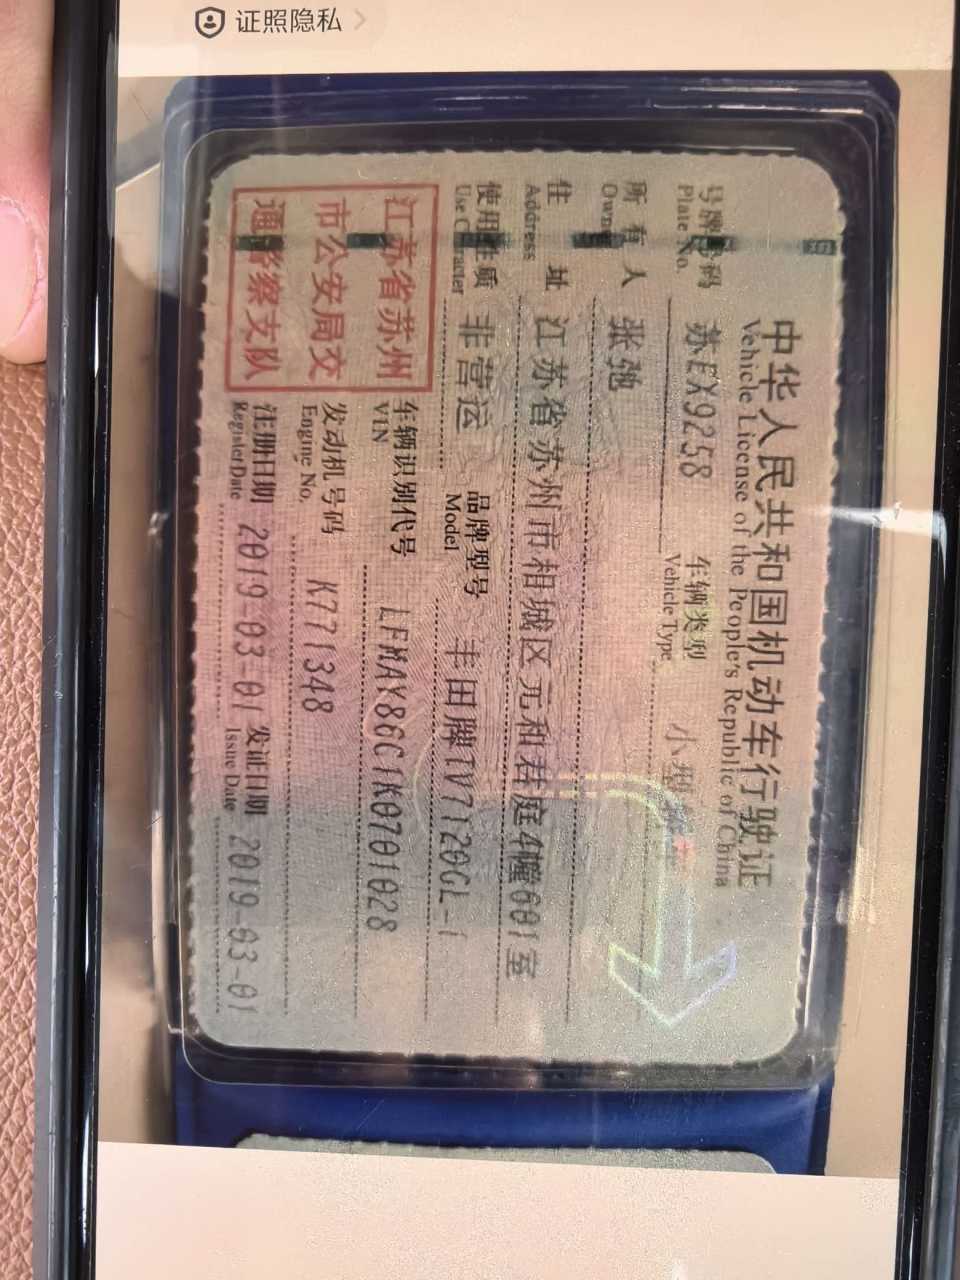 证照隐私
中华人民共和国机动车行驶证
Vehicle License of the People's Republic of China
号牌号码 苏EX9258 车辆类型 小型
Plate No. Vehicle Type
所有人 张弛
Owner
住址 江苏省苏州市相城区元和君庭4幢601室
Address
使用性质 非营运 品牌型号 丰田牌TV7120GL-1
Use Character Model
江苏省苏州
市公安局交
通警察支队
车辆识别代号 LFMAY86C1K0701028
VIN
发动机号码 K771348
Engine No.
注册日期 2019-03-01 发证日期 2019-03-01
Register Date Issue Date